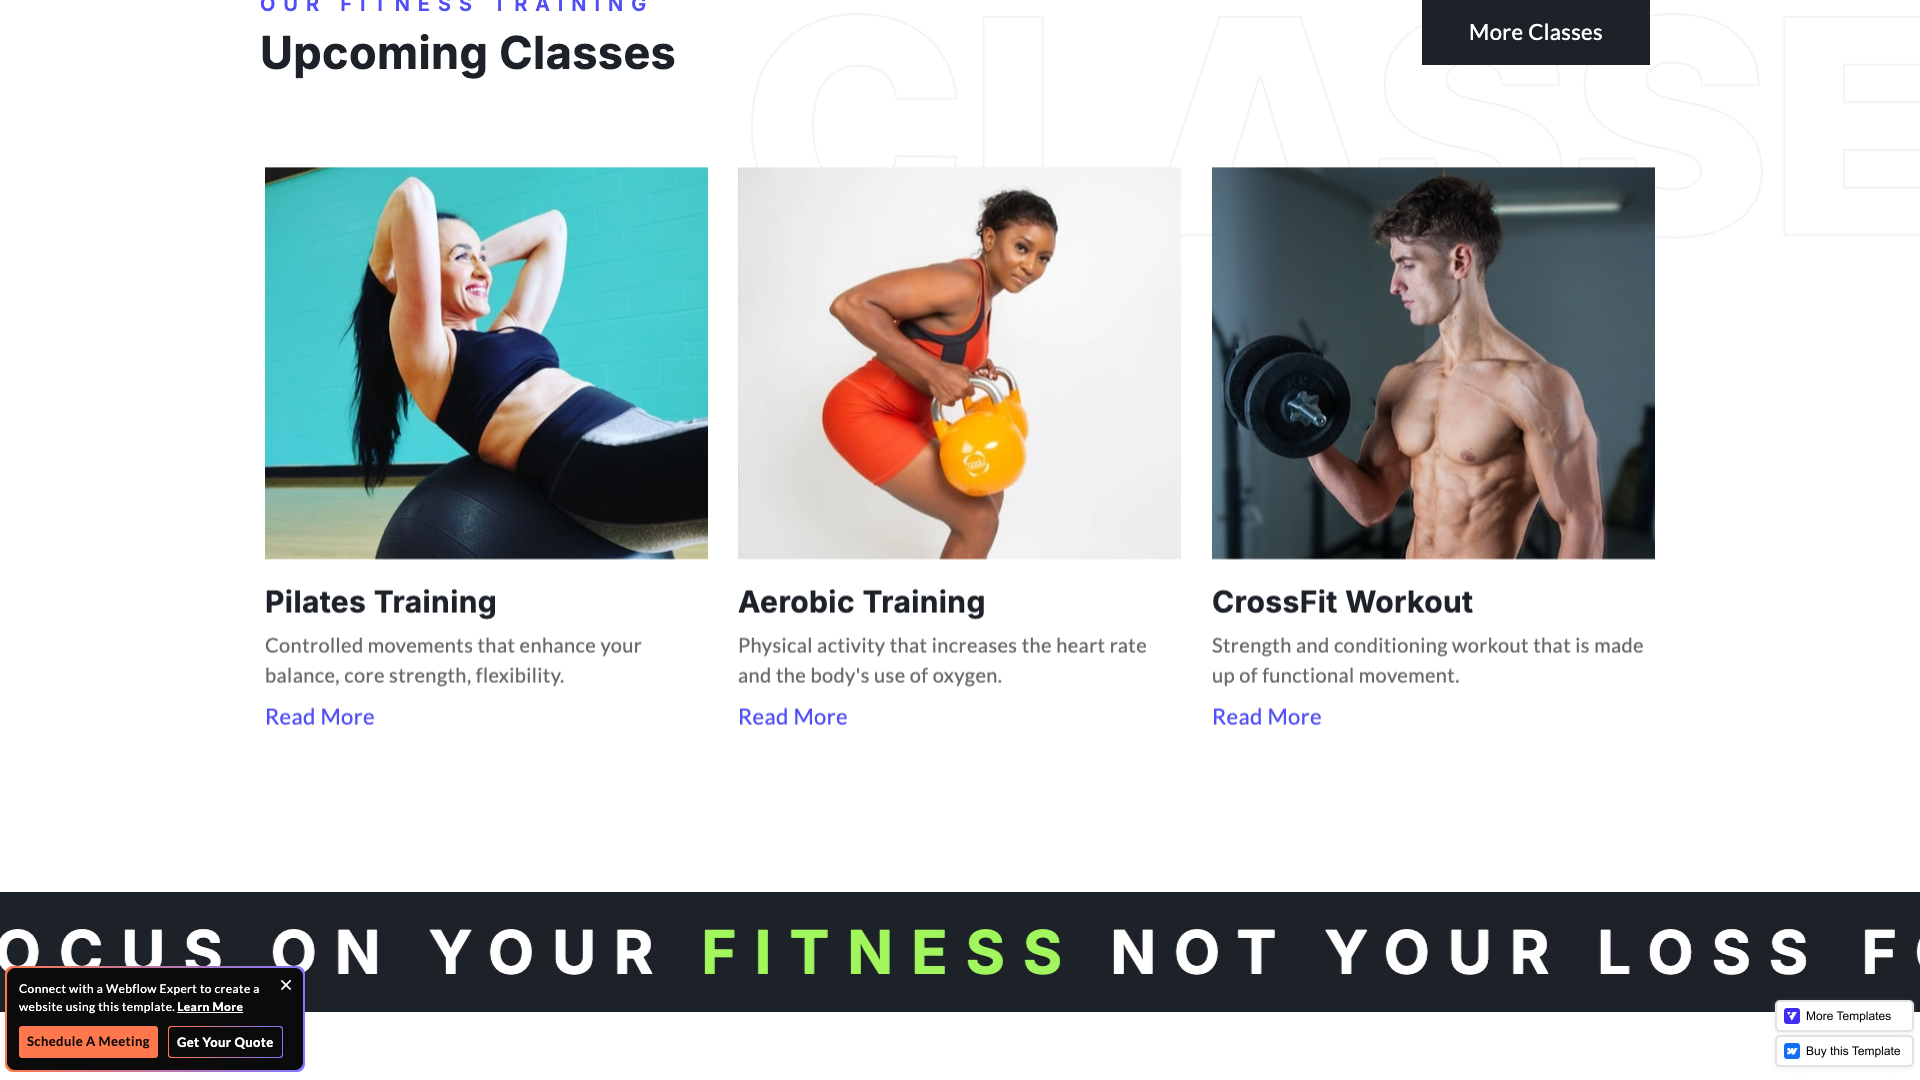 OUR FITNESS TRAINING
Upcoming Classes
More Classes
CLASSE
Pilates Training
Controlled movements that enhance your
balance, core strength, flexibility.
Read More
Aerobic Training
Physical activity that increases the heart rate
and the body's use of oxygen.
Read More
CrossFit Workout
Strength and conditioning workout that is made
up of functional movement.
Read More
OCUS ON YOUR FITNESS NOT YOUR LOSS FO
Connect with a Webflow Expert to create a
website using this template. Learn More
Schedule A Meeting
Get Your Quote
More Templates
Buy this Template